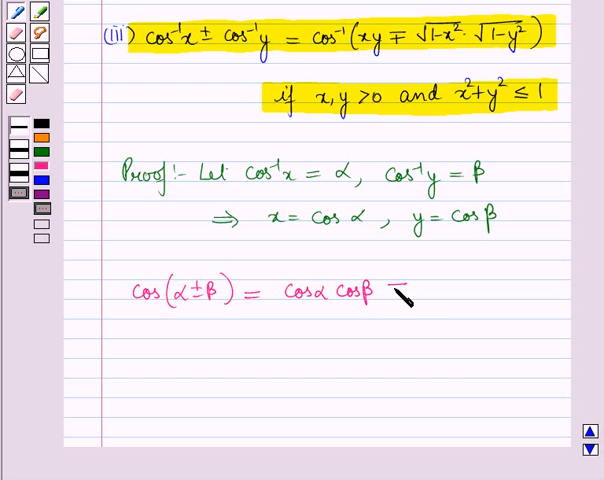 (iii) cos⁻¹x ± cos⁻¹y = cos⁻¹(xy ∓ √1-x² · √1-y²)
if x, y >0 and x²+y² ≤ 1
Proof:- Let cos⁻¹x = α, cos⁻¹y = β
⇒ x = cos α, y = cosβ
cos(α±β) = cosα cosβ —